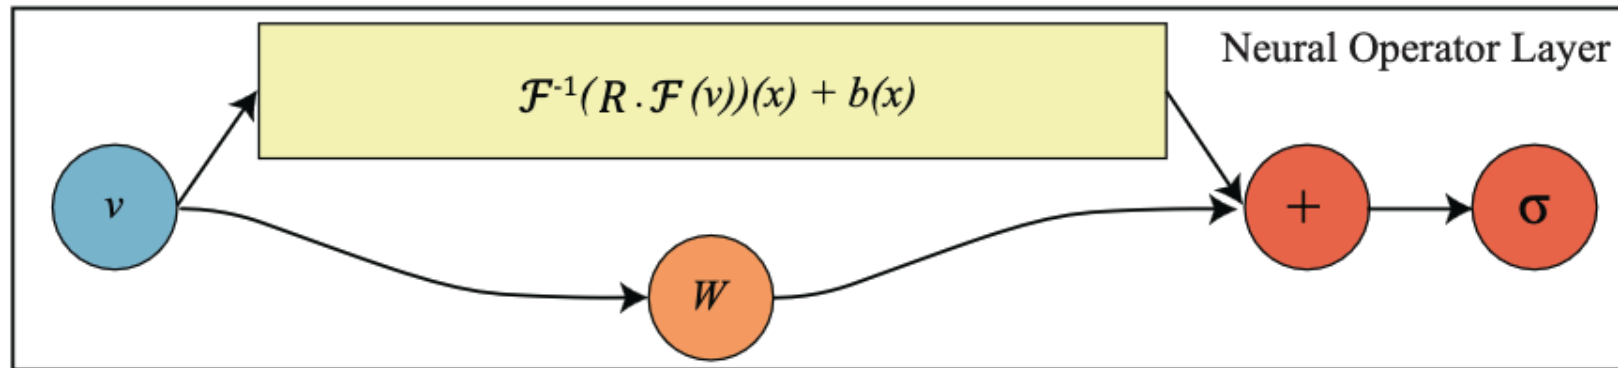 Neural Operator Layer
ℱ⁻¹(R . ℱ(v))(x) + b(x)
v
+
σ
W